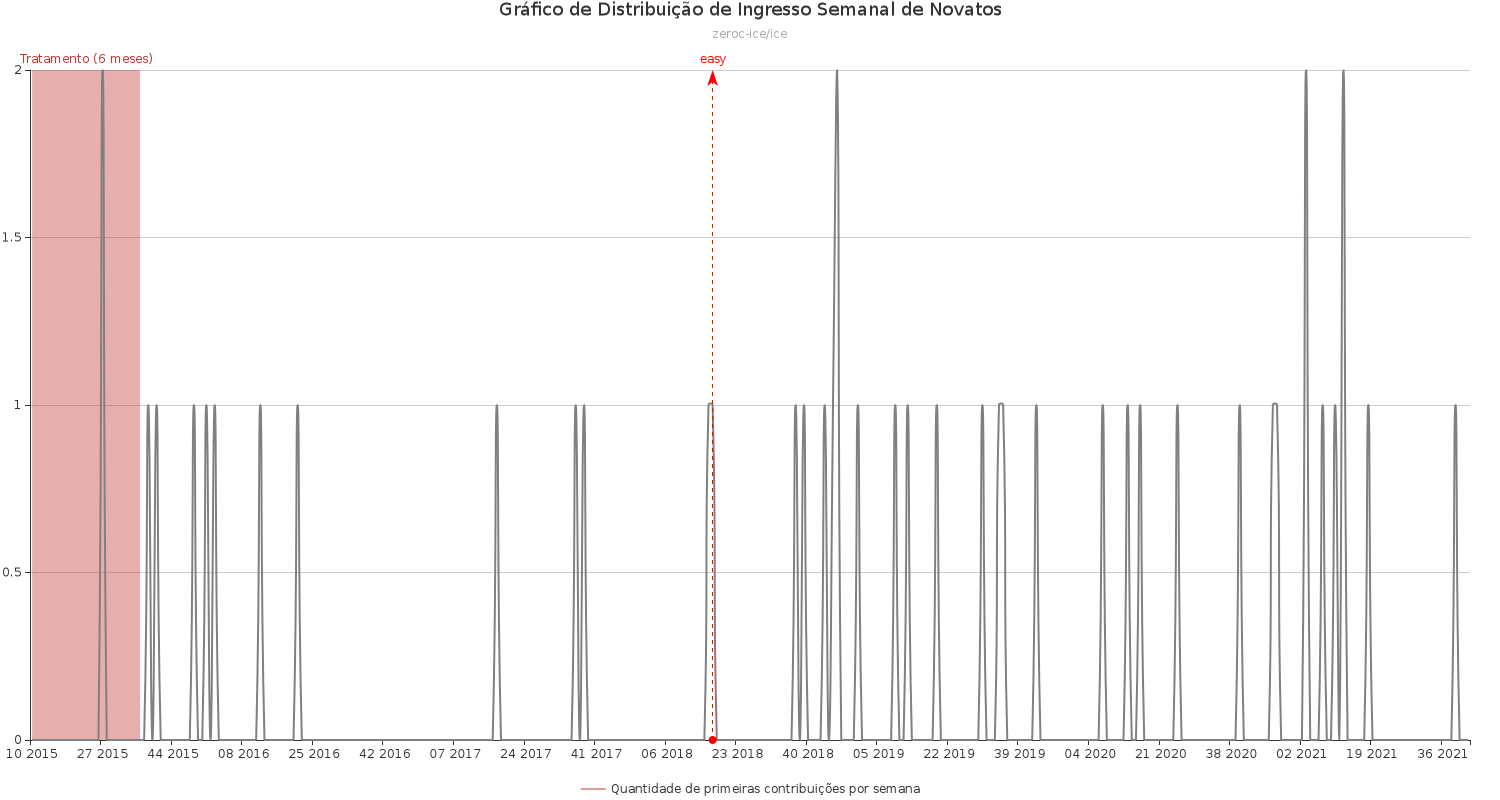 Gráfico de Distribuição de Ingresso Semanal de Novatos
zeroc-ice/ice
Tratamento (6 meses)
easy
2
1.5
1
0.5
0
10 2015 27 2015 44 2015 08 2016 25 2016 42 2016 07 2017 24 2017 41 2017 06 2018 23 2018 40 2018 05 2019 22 2019 39 2019 04 2020 21 2020 38 2020 02 2021 19 2021 36 2021
Quantidade de primeiras contribuições por semana